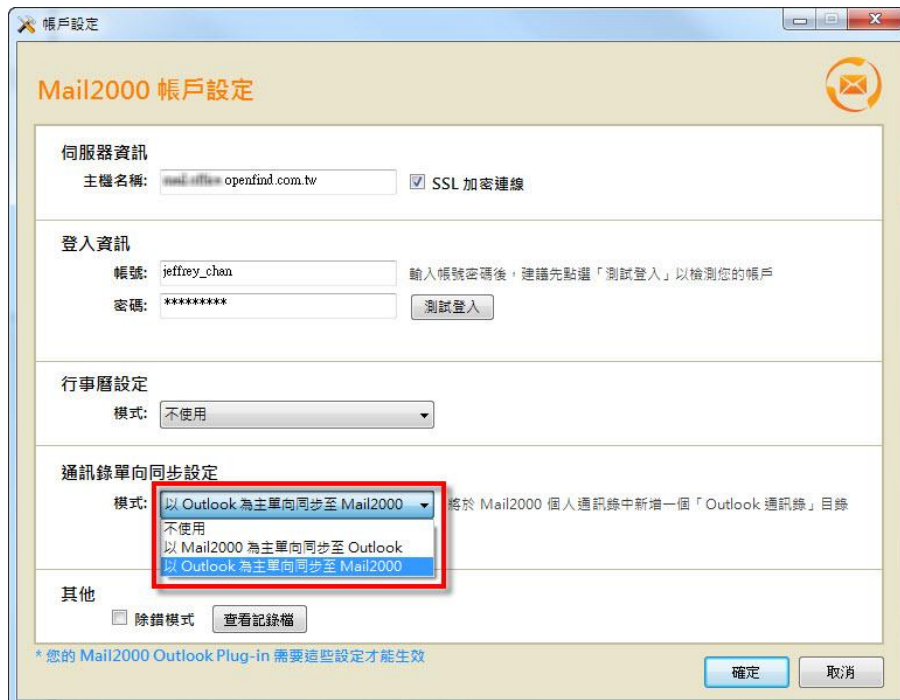 帳戶設定
Mail2000 帳戶設定
伺服器資訊
主機名稱: openfind.com.tw SSL 加密連線
登入資訊
帳號: jeffrey_chan 輸入帳號密碼後，建議先點選「測試登入」以檢測您的帳戶
密碼: ********* 測試登入
行事曆設定
模式: 不使用
通訊錄單向同步設定
模式: 以 Outlook 為主單向同步至 Mail2000 將於 Mail2000 個人通訊錄中新增一個「Outlook 通訊錄」目錄
不使用
以 Mail2000 為主單向同步至 Outlook
以 Outlook 為主單向同步至 Mail2000
其他
除錯模式 查看記錄檔
* 您的 Mail2000 Outlook Plug-in 需要這些設定才能生效
確定 取消